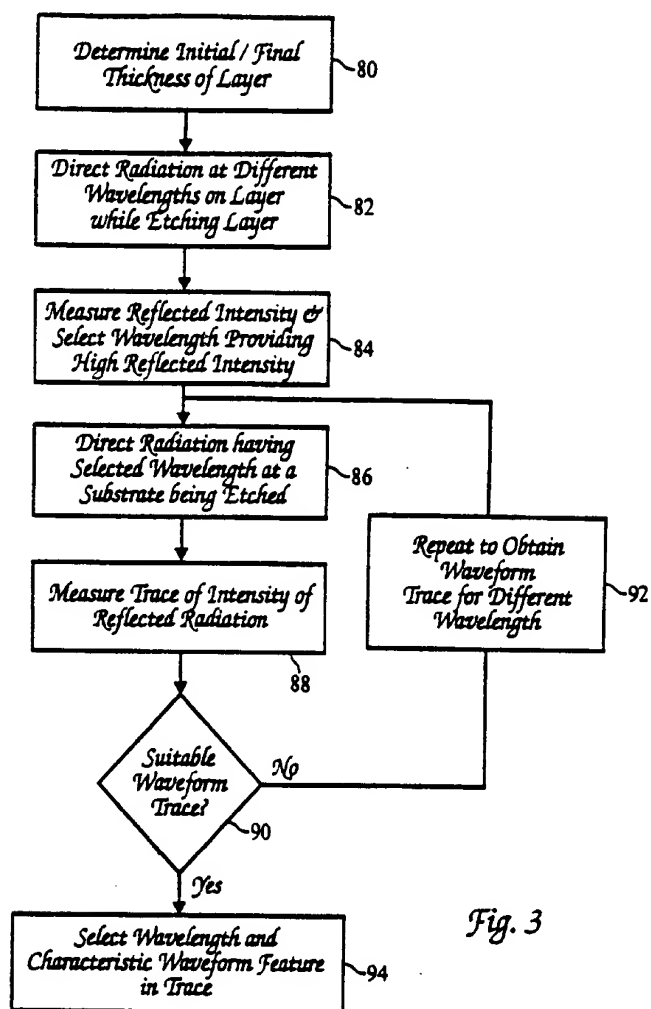 Determine Initial / Final
Thickness of Layer
80
Direct Radiation at Different
Wavelengths on Layer
while Etching Layer
82
Measure Reflected Intensity &
Select Wavelength Providing
High Reflected Intensity
84
Direct Radiation having
Selected Wavelength at a
Substrate being Etched
86
Measure Trace of Intensity of
Reflected Radiation
88
Repeat to Obtain
Waveform
Trace for Different
Wavelength
92
Suitable
Waveform
Trace?
90
No
Yes
Select Wavelength and
Characteristic Waveform Feature
in Trace
94
Fig. 3